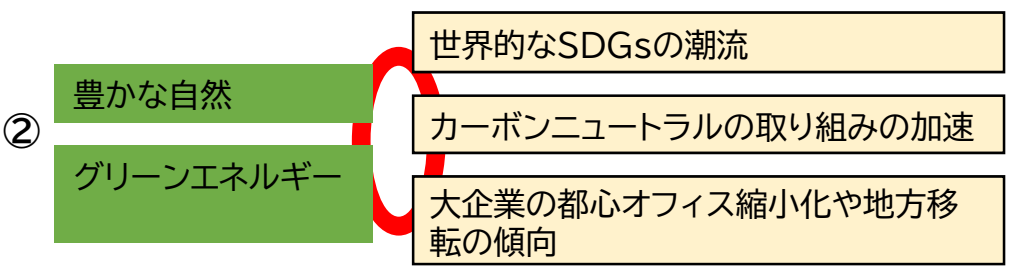 ②
豊かな自然
グリーンエネルギー
世界的なSDGsの潮流
カーボンニュートラルの取り組みの加速
大企業の都心オフィス縮小化や地方移
転の傾向